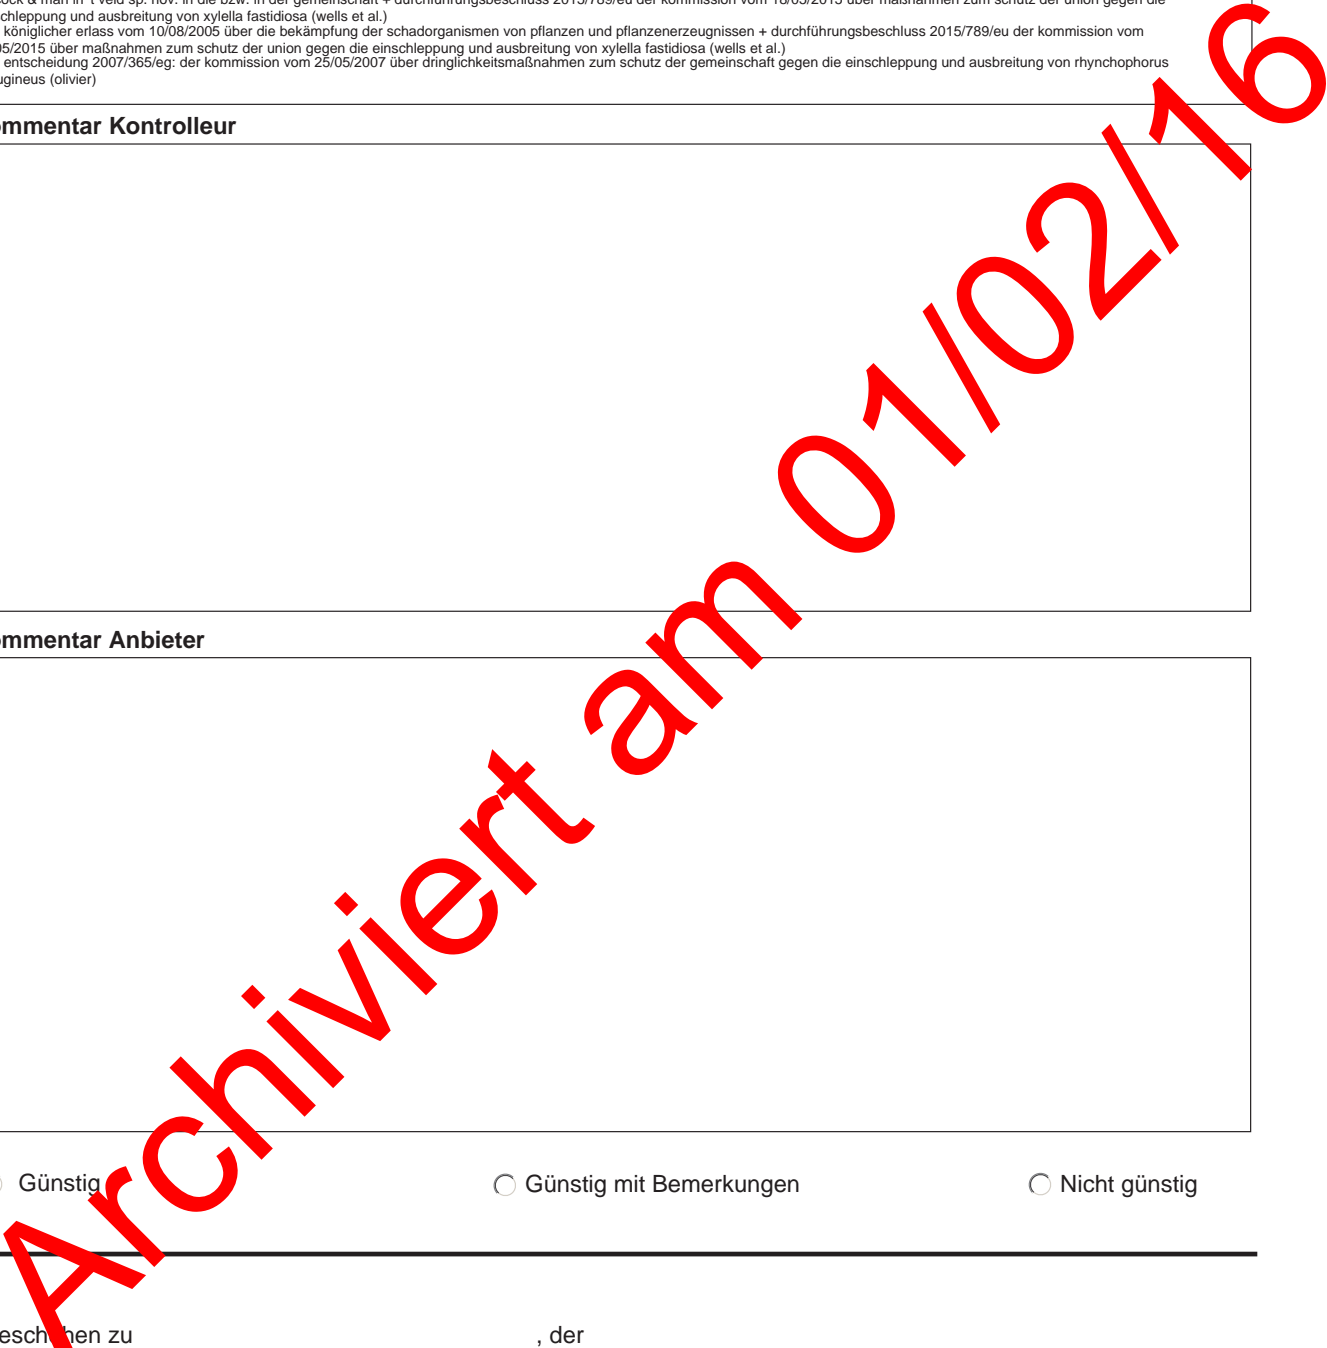 man in 't veld sp. nov. in die bzw. in der gemeinschaft + durchführungsbeschluss 2015/789/eu der kommission vom 18/05/2015 über maßnahmen zum schutz der union gegen die
schleppung und ausbreitung von xylella fastidiosa (wells et al.)
königlicher erlass vom 10/08/2005 über die bekämpfung der schadorganismen von pflanzen und pflanzenerzeugnissen + durchführungsbeschluss 2015/789/eu der kommission vom
05/2015 über maßnahmen zum schutz der union gegen die einschleppung und ausbreitung von xylella fastidiosa (wells et al.)
entscheidung 2007/365/eg: der kommission vom 25/05/2007 über dringlichkeitsmaßnahmen zum schutz der gemeinschaft gegen die einschleppung und ausbreitung von rhynchophorus
ugineus (olivier)
ommentar Kontrolleur
ommentar Anbieter
Günstig
Günstig mit Bemerkungen
Nicht günstig
eschehen zu , der
Archiviert am 01/02/16